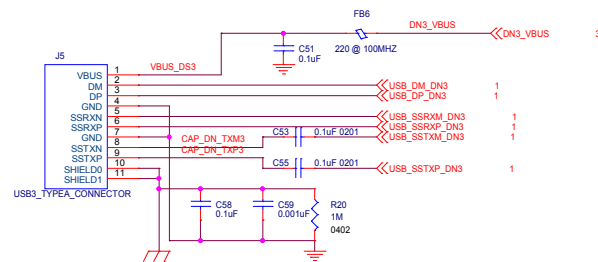 FB6
DN3_VBUS
DN3_VBUS 3
220 @ 100MHZ
C51
0.1uF
J5
VBUS_DS3
VBUS 1
DM 2 USB_DM_DN3 1
DP 3 USB_DP_DN3 1
GND 4
SSRXN 5 USB_SSRXM_DN3 1
SSRXP 6 USB_SSRXP_DN3 1
GND 7 CAP_DN_TXM3 C53 0.1uF 0201 USB_SSTXM_DN3 1
SSTXN 8 CAP_DN_TXP3
SSTXP 9
SHIELD0 10 C55 0.1uF 0201 USB_SSTXP_DN3 1
SHIELD1 11
USB3_TYPEA_CONNECTOR
C58
0.1uF
C59
0.001uF
R20
1M
0402